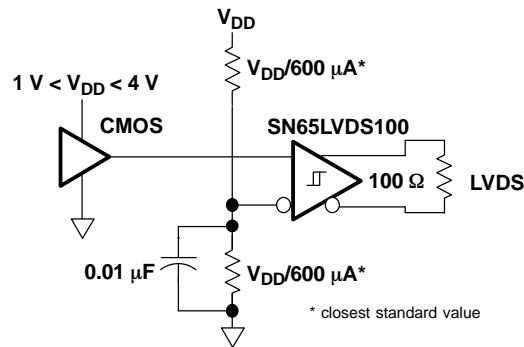 V_DD
V_DD/600 μA*
1 V < V_DD < 4 V
CMOS
SN65LVDS100
100 Ω
LVDS
0.01 μF
V_DD/600 μA*
* closest standard value